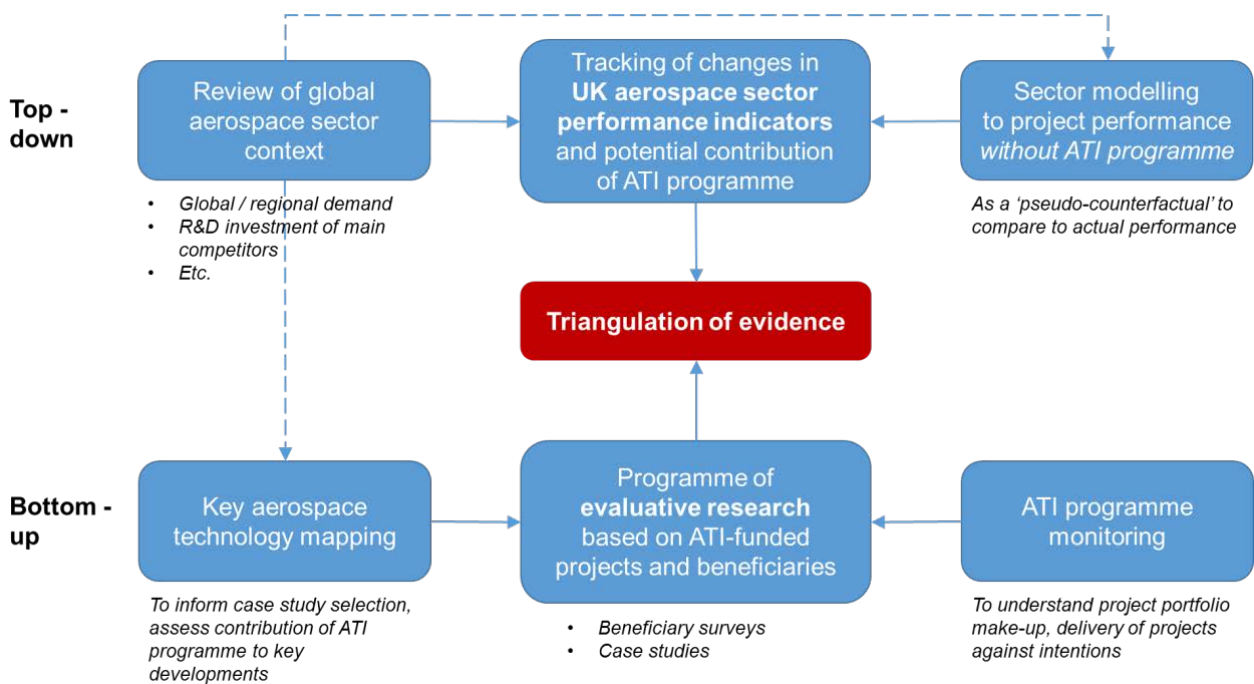 Top -
down
Review of global
aerospace sector
context
Tracking of changes in
UK aerospace sector
performance indicators
and potential contribution
of ATI programme
Sector modelling
to project performance
without ATI programme
• Global / regional demand
• R&D investment of main
competitors
• Etc.
As a ‘pseudo-counterfactual’ to
compare to actual performance
Triangulation of evidence
Bottom -
up
Key aerospace
technology mapping
Programme of
evaluative research
based on ATI-funded
projects and beneficiaries
ATI programme
monitoring
To inform case study selection,
assess contribution of ATI
programme to key
developments
• Beneficiary surveys
• Case studies
To understand project portfolio
make-up, delivery of projects
against intentions